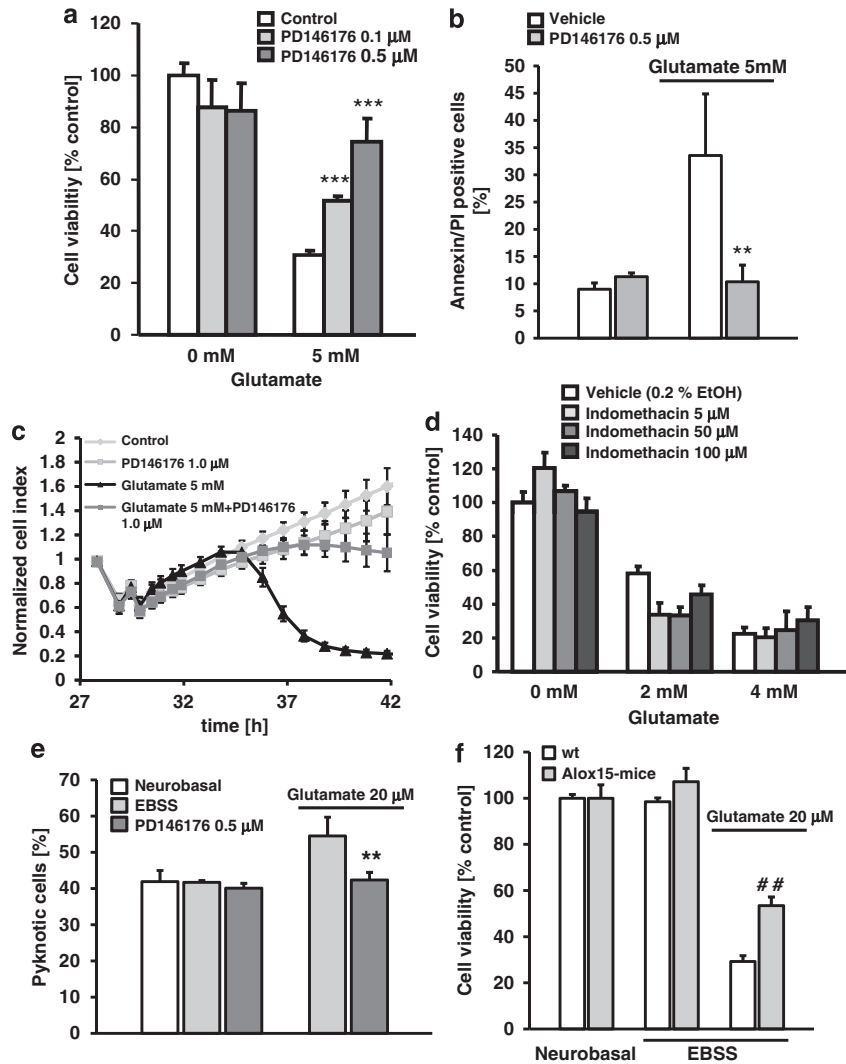 a
Control
PD146176 0.1 µM
PD146176 0.5 µM
120
100
80
60
40
20
0
Cell viabiltiy [% control]
***
***
0 mM
5 mM
Glutamate
b
Vehicle
PD146176 0.5 µM
Glutamate 5mM
50
45
40
35
30
25
20
15
10
5
0
Annexin/PI positive cells
[%]
**
c
Control
PD146176 1.0 µM
Glutamate 5 mM
Glutamate 5 mM+PD146176
1.0 µM
2
1.8
1.6
1.4
1.2
1
0.8
0.6
0.4
0.2
0
Normalized cell index
27
32
37
42
time [h]
d
Vehicle (0.2 % EtOH)
Indomethacin 5 µM
Indomethacin 50 µM
Indomethacin 100 µM
140
120
100
80
60
40
20
0
Cell viability [% control]
0 mM
2 mM
4 mM
Glutamate
e
Neurobasal
EBSS
PD146176 0.5 µM
Glutamate 20 µM
70
60
50
40
30
20
10
0
Pyknotic cells [%]
**
f
wt
Alox15-mice
Glutamate 20 µM
120
100
80
60
40
20
0
Cell viability [% control]
##
Neurobasal
EBSS